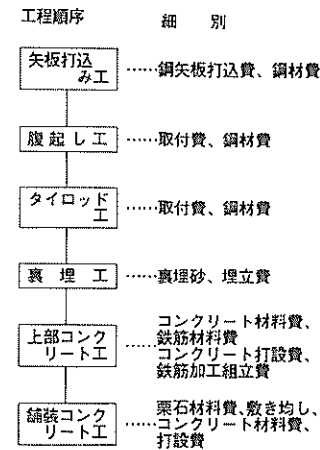 工程順序　細　別
矢板打込
み工
……鋼矢板打込費、鋼材費
腹起し工
……取付費、鋼材費
タイロッド
工
……取付費、鋼材費
裏埋工
……裏埋砂、埋立費
上部コンク
リート工
コンクリート材料費、
鉄筋材料費
……コンクリート打設費、
鉄筋加工組立費
舗装コンク
リート工
栗石材料費、敷き均し、
……コンクリート材料費、
打設費